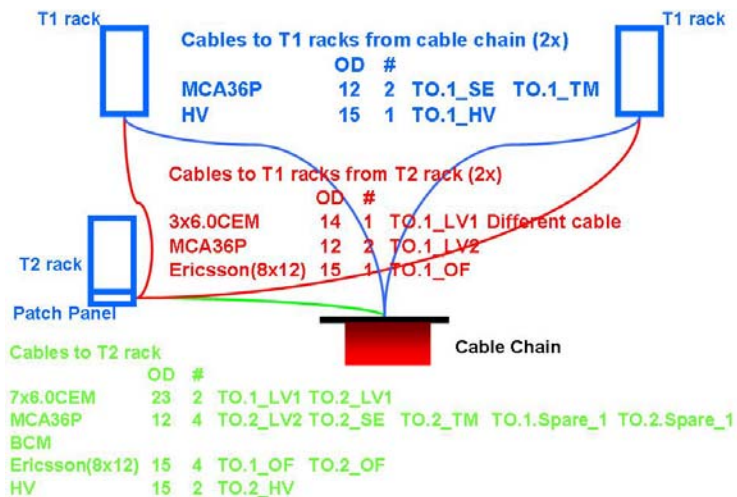 T1 rack
T1 rack
Cables to T1 racks from cable chain (2x)
OD #
MCA36P 12 2 TO.1_SE TO.1_TM
HV 15 1 TO.1_HV
Cables to T1 racks from T2 rack (2x)
OD #
3x6.0CEM 14 1 TO.1_LV1 Different cable
MCA36P 12 2 TO.1_LV2
Ericsson(8x12) 15 1 TO.1_OF
T2 rack
Patch Panel
Cable Chain
Cables to T2 rack
OD #
7x6.0CEM 23 2 TO.1_LV1 TO.2_LV1
MCA36P 12 4 TO.2_LV2 TO.2_SE TO.2_TM TO.1.Spare_1 TO.2.Spare_1
BCM
Ericsson(8x12) 15 4 TO.1_OF TO.2_OF
HV 15 2 TO.2_HV